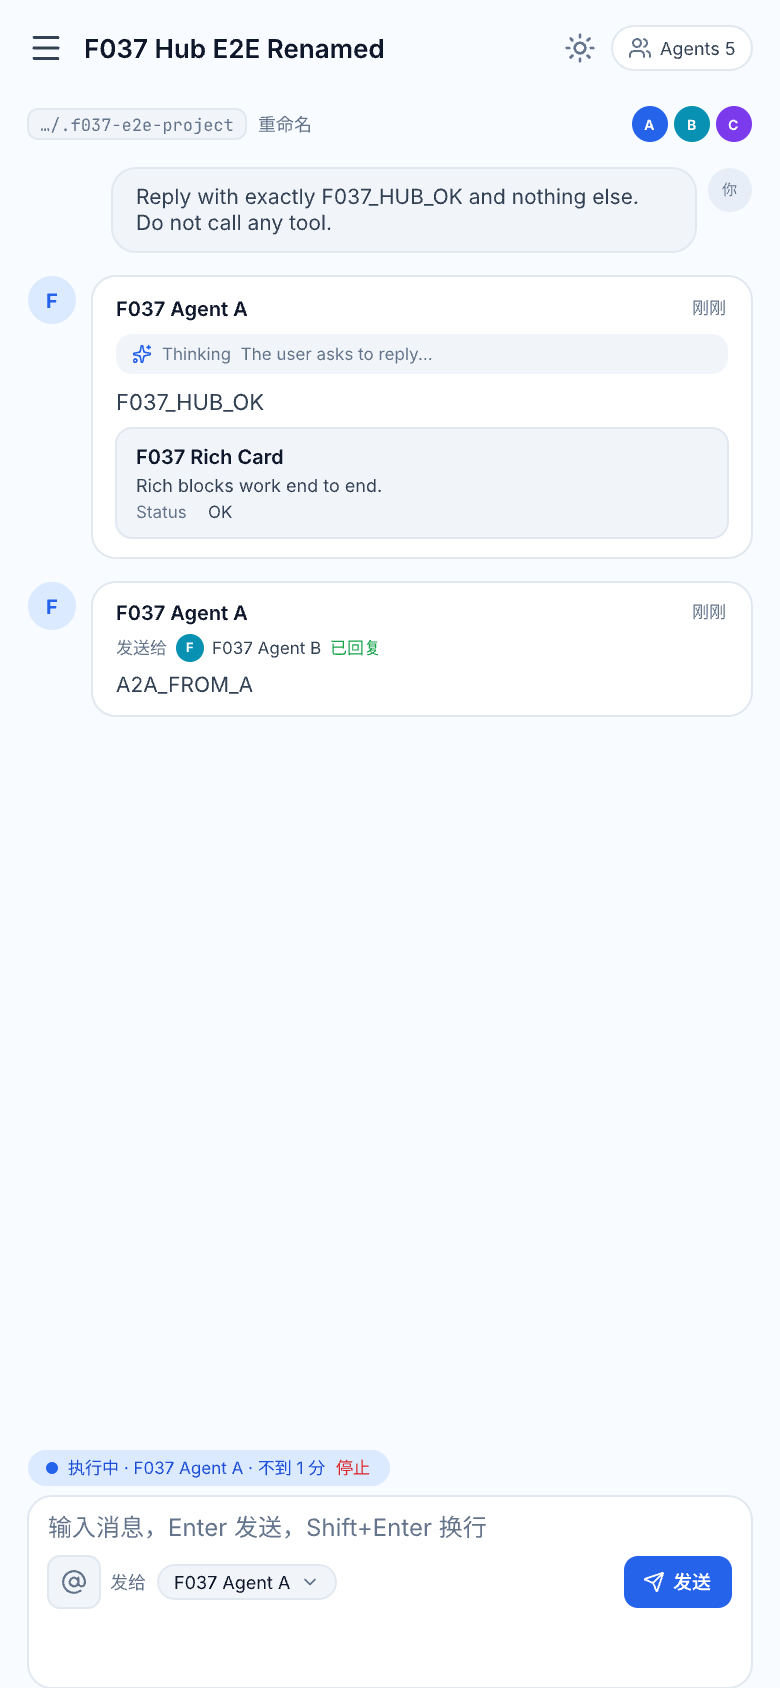 F037 Hub E2E Renamed
Agents 5
…/.f037-e2e-project 重命名
A B C
Reply with exactly F037_HUB_OK and nothing else.
Do not call any tool.
你
F
F037 Agent A 刚刚
Thinking The user asks to reply...
F037_HUB_OK
F037 Rich Card
Rich blocks work end to end.
Status OK
F
F037 Agent A 刚刚
发送给 F F037 Agent B 已回复
A2A_FROM_A
执行中 · F037 Agent A · 不到 1 分 停止
输入消息，Enter 发送，Shift+Enter 换行
@ 发给 F037 Agent A 发送